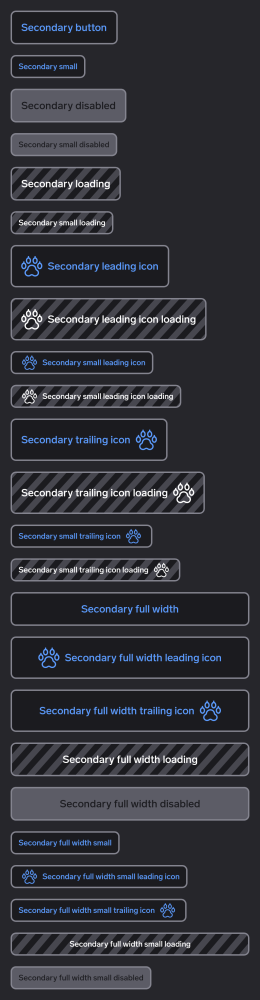 Secondary button
Secondary small
Secondary disabled
Secondary small disabled
Secondary loading
Secondary small loading
Secondary leading icon
Secondary leading icon loading
Secondary small leading icon
Secondary small leading icon loading
Secondary trailing icon
Secondary trailing icon loading
Secondary small trailing icon
Secondary small trailing icon loading
Secondary full width
Secondary full width leading icon
Secondary full width trailing icon
Secondary full width loading
Secondary full width disabled
Secondary full width small
Secondary full width small leading icon
Secondary full width small trailing icon
Secondary full width small loading
Secondary full width small disabled